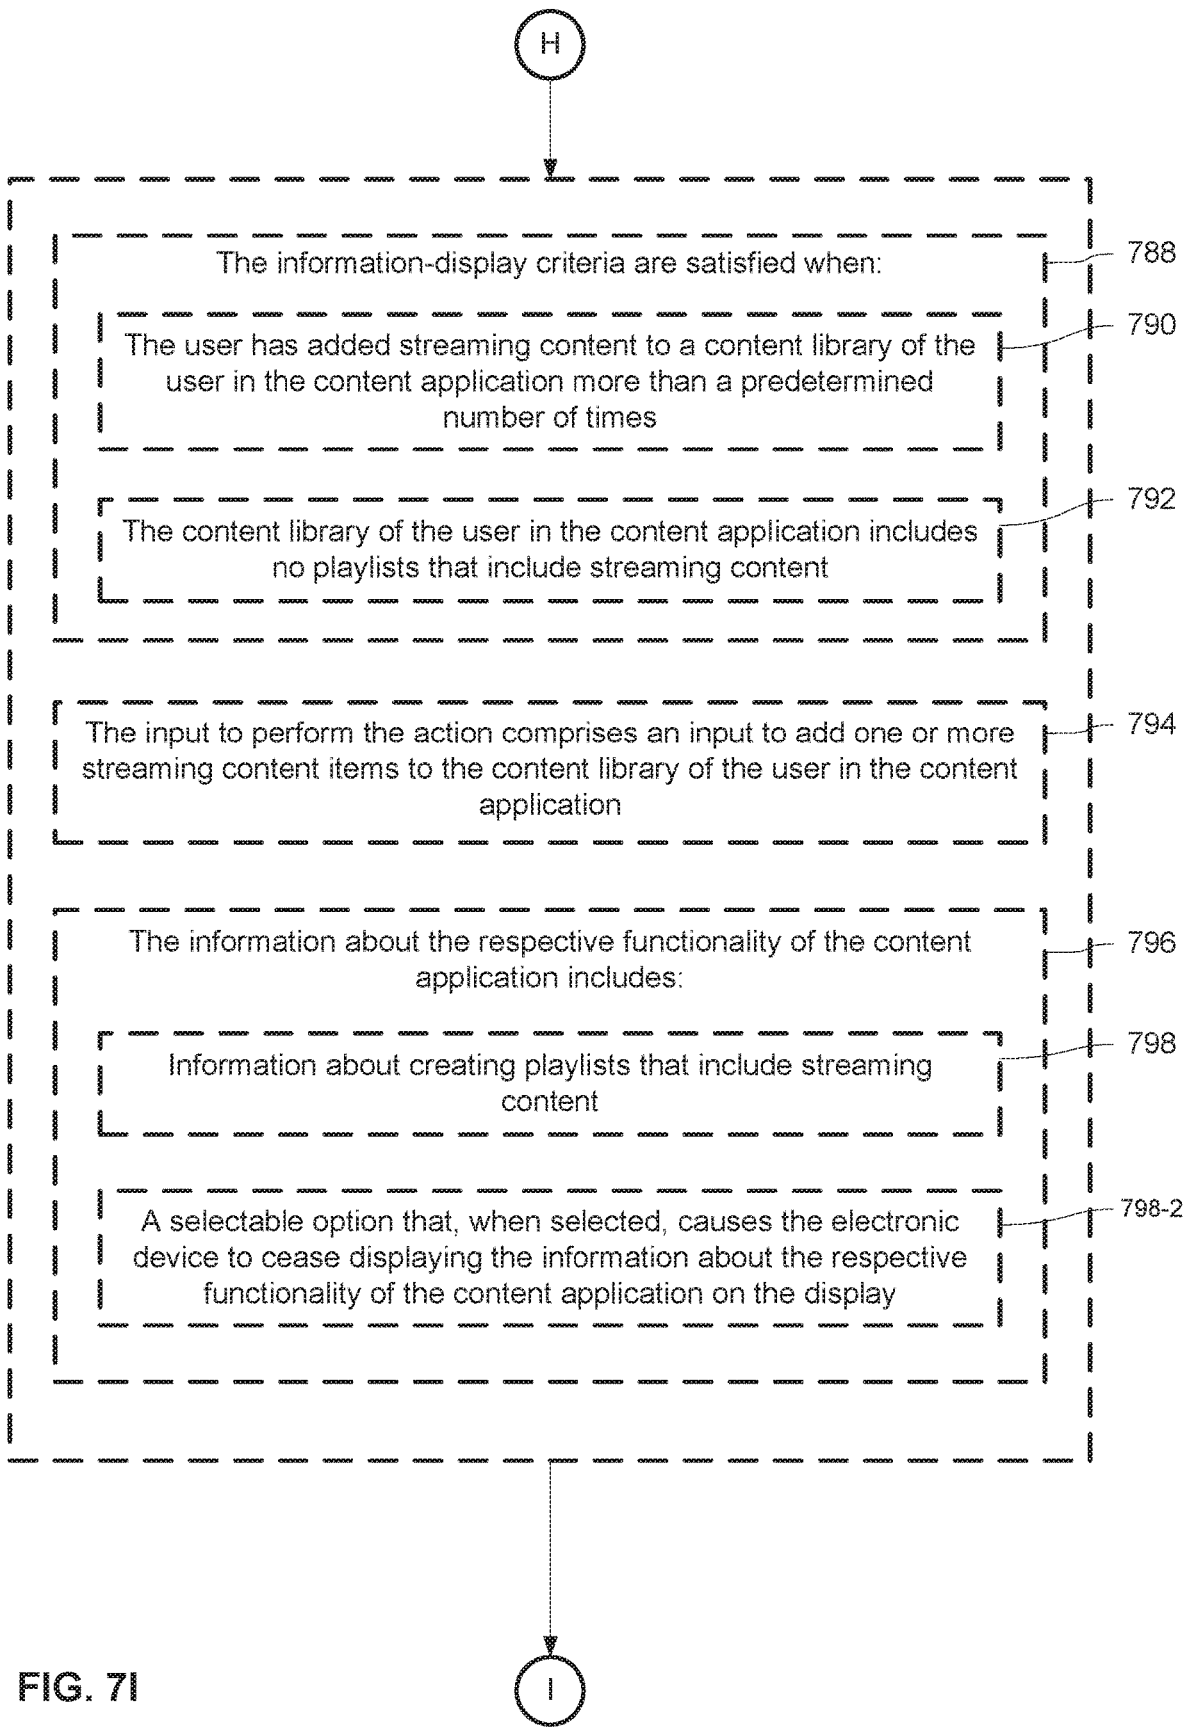 H
The information-display criteria are satisfied when:
788
790
The user has added streaming content to a content library of the
user in the content application more than a predetermined
number of times
792
The content library of the user in the content application includes
no playlists that include streaming content
794
The input to perform the action comprises an input to add one or more
streaming content items to the content library of the user in the content
application
796
The information about the respective functionality of the content
application includes:
798
Information about creating playlists that include streaming
content
798-2
A selectable option that, when selected, causes the electronic
device to cease displaying the information about the respective
functionality of the content application on the display
FIG. 7I
I